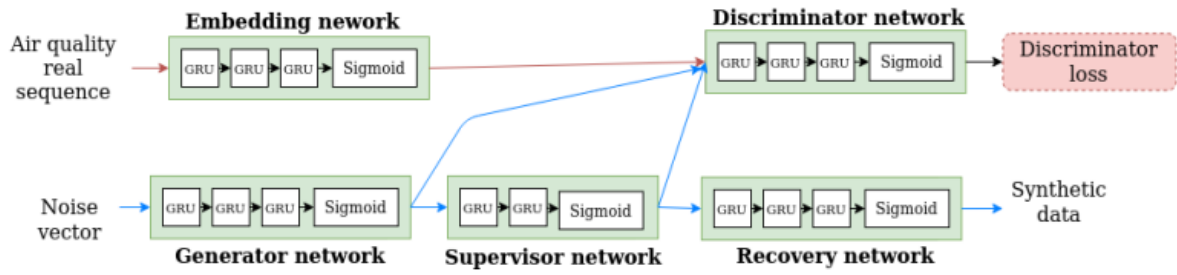 Embedding nework
Discriminator network
Air quality
real
sequence
GRU GRU GRU Sigmoid
GRU GRU GRU Sigmoid
Discriminator
loss
Noise
vector
GRU GRU GRU Sigmoid
GRU GRU Sigmoid
GRU GRU GRU Sigmoid
Synthetic
data
Generator network
Supervisor network
Recovery network